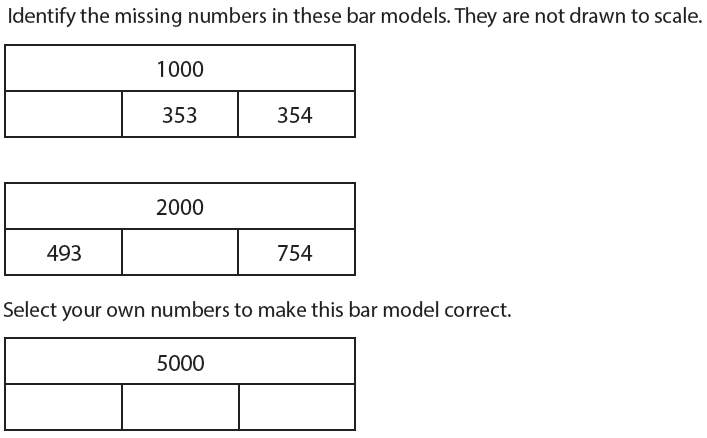 Identify the missing numbers in these bar models. They are not drawn to scale.
1000
353 354
2000
493 754
Select your own numbers to make this bar model correct.
5000